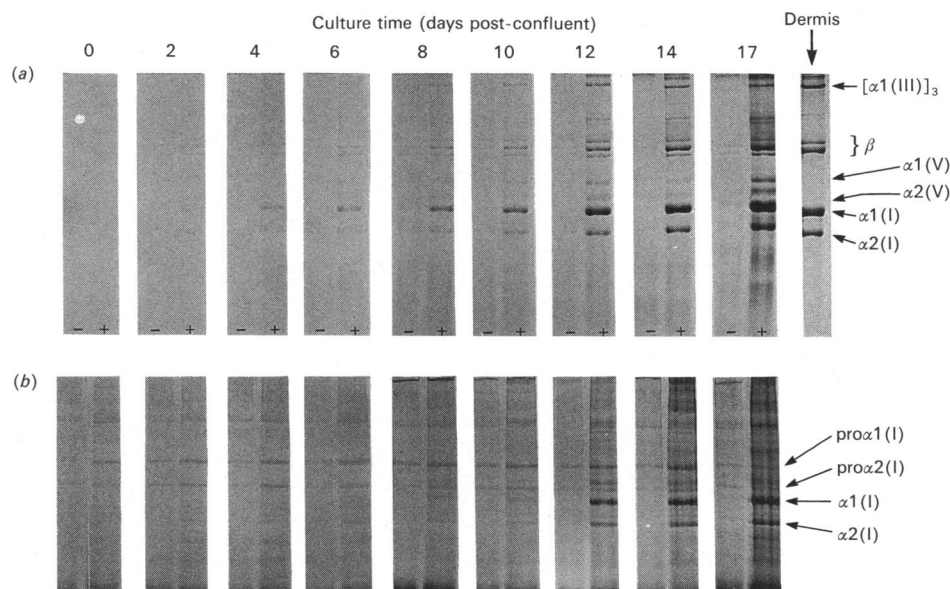 Culture time (days post-confluent)
Dermis
0 2 4 6 8 10 12 14 17
(a)
[α1(III)]₃
} β
α1(V)
α2(V)
α1(I)
α2(I)
− + − + − + − + − + − + − + − + − +
(b)
proα1(I)
proα2(I)
α1(I)
α2(I)